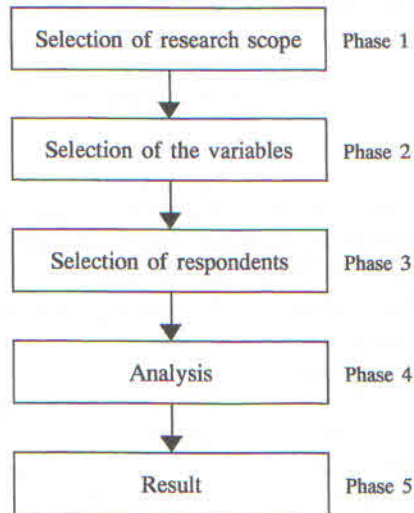 Selection of research scope Phase 1
Selection of the variables Phase 2
Selection of respondents Phase 3
Analysis Phase 4
Result Phase 5